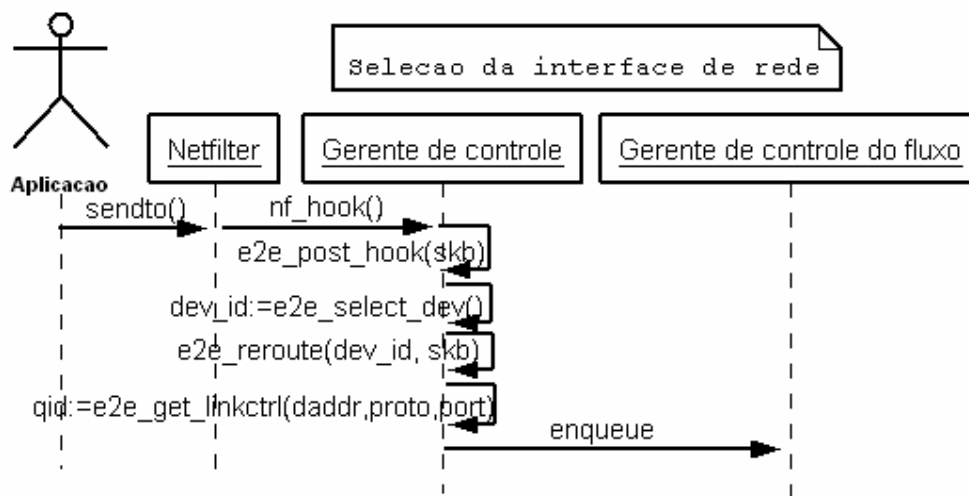 Selecao da interface de rede
Netfilter
Gerente de controle
Gerente de controle do fluxo
Aplicacao
sendto()
nf_hook()
e2e_post_hook(skb)
dev_id:=e2e_select_dev()
e2e_reroute(dev_id, skb)
qid:=e2e_get_linkctrl(daddr,proto,port)
enqueue